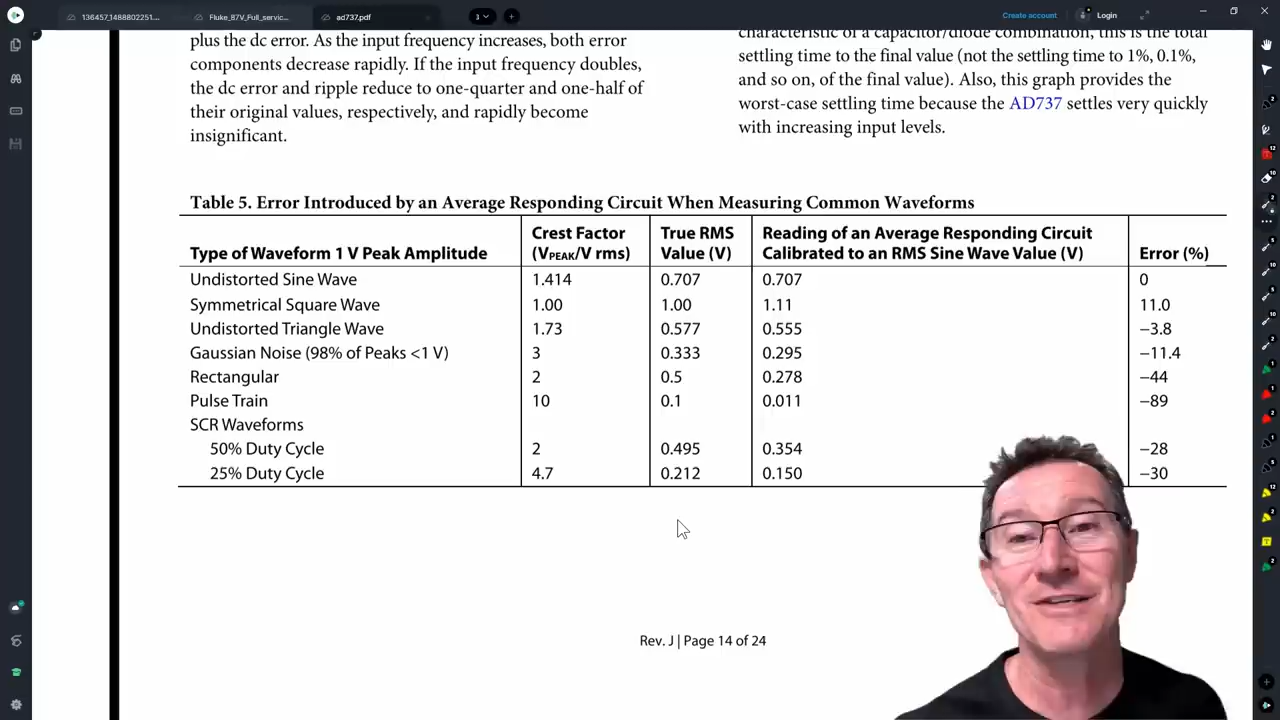 136457_1488802251....
Fluke_87V_Full_servic...
ad737.pdf
3
Create account
Login
plus the dc error. As the input frequency increases, both error
components decrease rapidly. If the input frequency doubles,
the dc error and ripple reduce to one-quarter and one-half of
their original values, respectively, and rapidly become
insignificant.
characteristic of a capacitor/diode combination, this is the total
settling time to the final value (not the settling time to 1%, 0.1%,
and so on, of the final value). Also, this graph provides the
worst-case settling time because the AD737 settles very quickly
with increasing input levels.
Table 5. Error Introduced by an Average Responding Circuit When Measuring Common Waveforms
Type of Waveform 1 V Peak Amplitude
Crest Factor
(VPEAK/V rms)
True RMS
Value (V)
Reading of an Average Responding Circuit
Calibrated to an RMS Sine Wave Value (V)
Error (%)
Undistorted Sine Wave 1.414 0.707 0.707 0
Symmetrical Square Wave 1.00 1.00 1.11 11.0
Undistorted Triangle Wave 1.73 0.577 0.555 −3.8
Gaussian Noise (98% of Peaks <1 V) 3 0.333 0.295 −11.4
Rectangular 2 0.5 0.278 −44
Pulse Train 10 0.1 0.011 −89
SCR Waveforms
50% Duty Cycle 2 0.495 0.354 −28
25% Duty Cycle 4.7 0.212 0.150 −30
Rev. J | Page 14 of 24